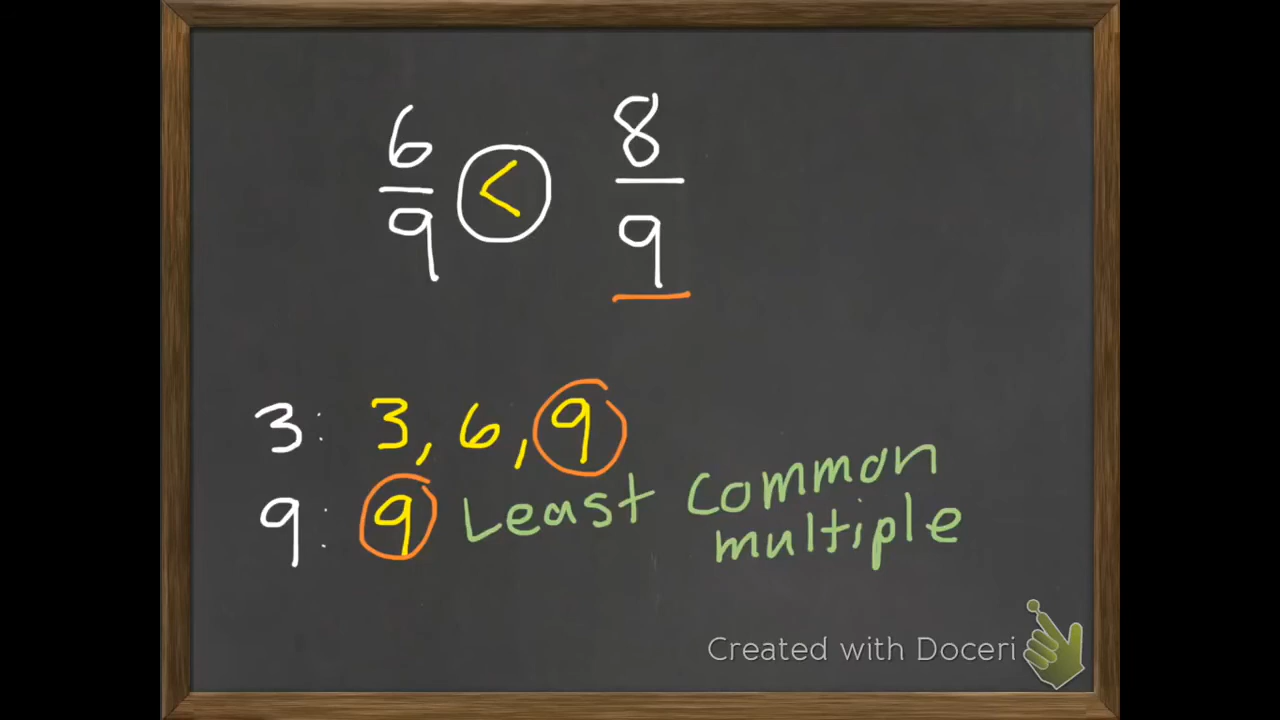 6/9 < 8/9
3: 3, 6, 9
9: 9 Least common
multiple
Created with Doceri